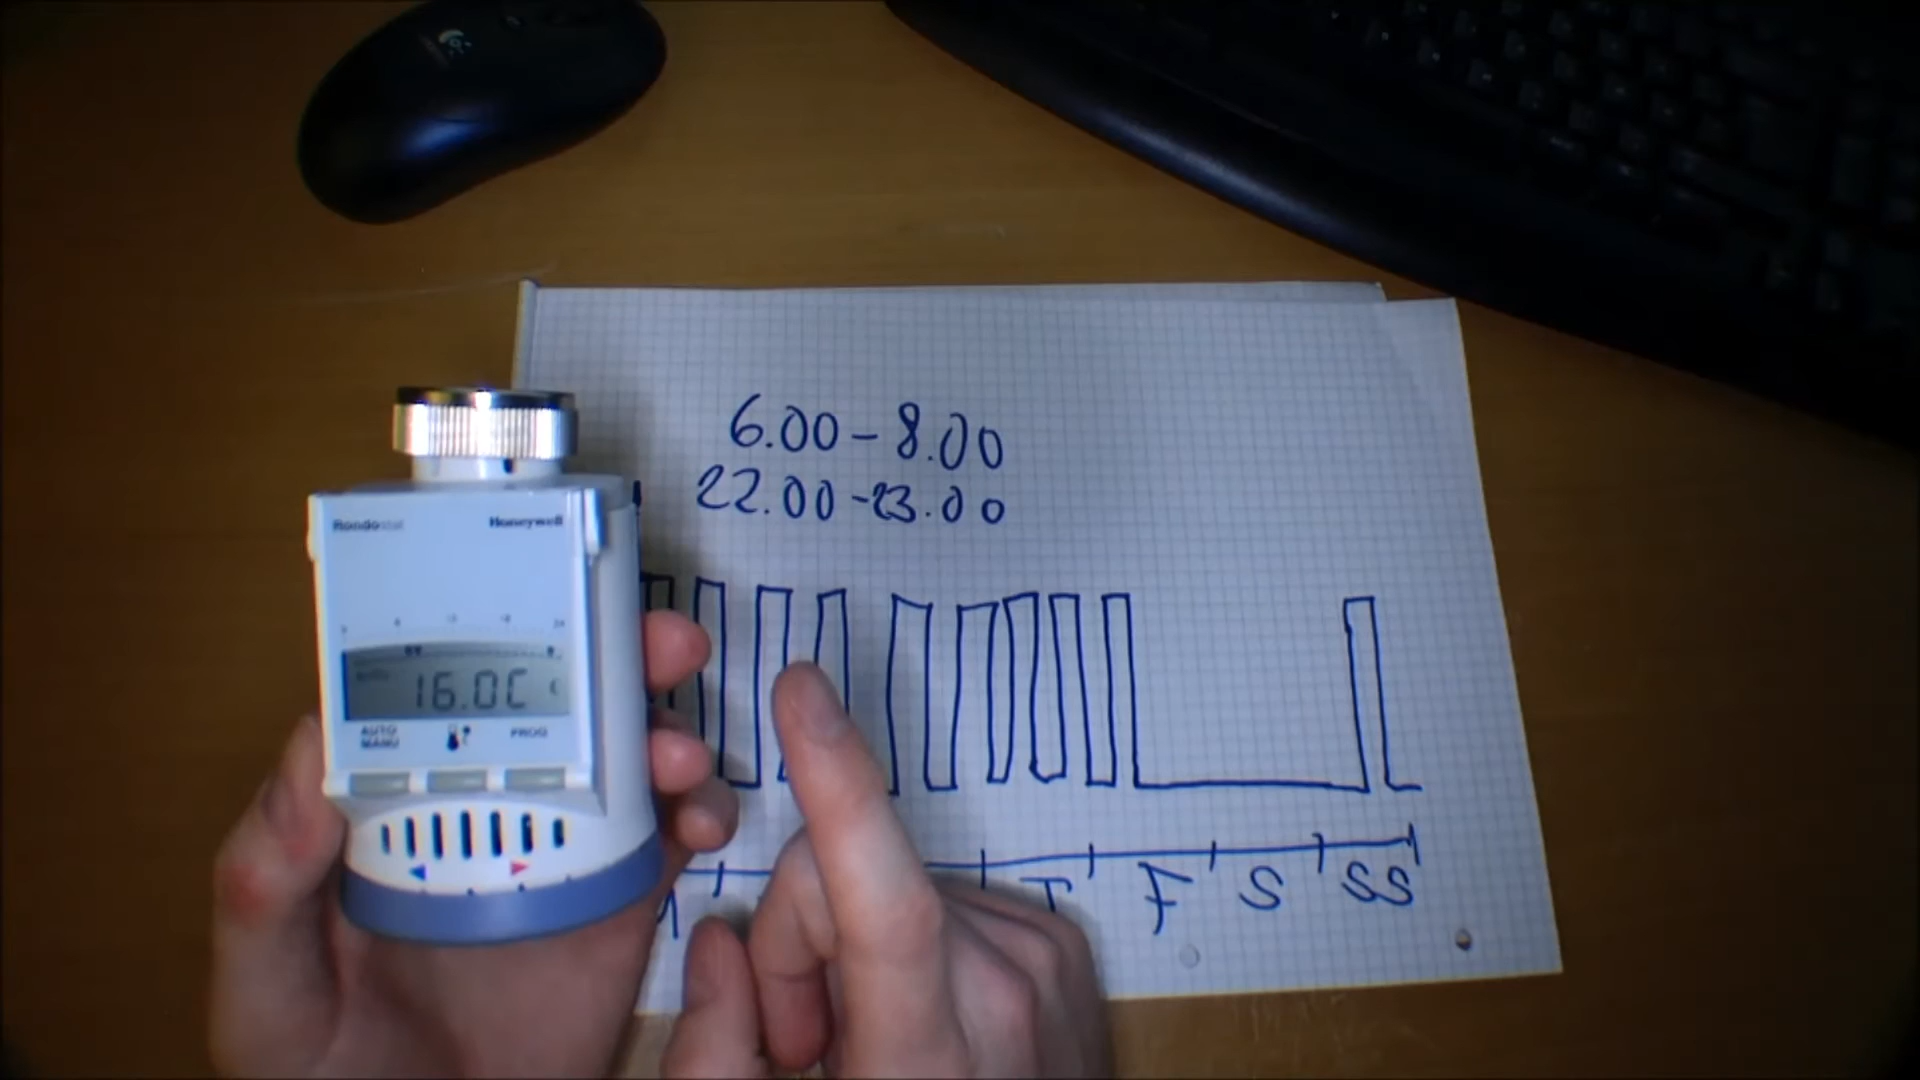 6.00 - 8.00
22.00 - 23.00
Rondostat Honeywell
16.0C
AUTO PROG
MANU
T F S SS